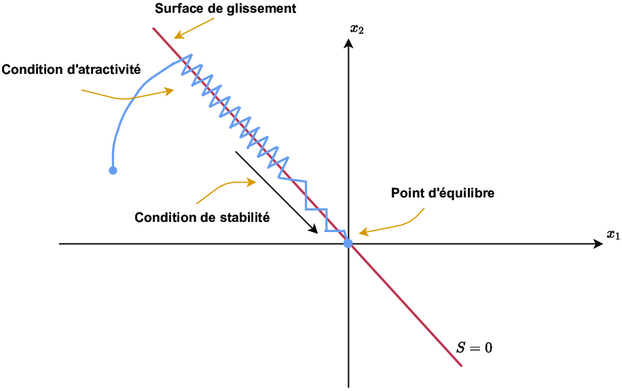 Surface de glissement
x₂
Condition d'atractivité
Point d'équilibre
Condition de stabilité
x₁
S = 0